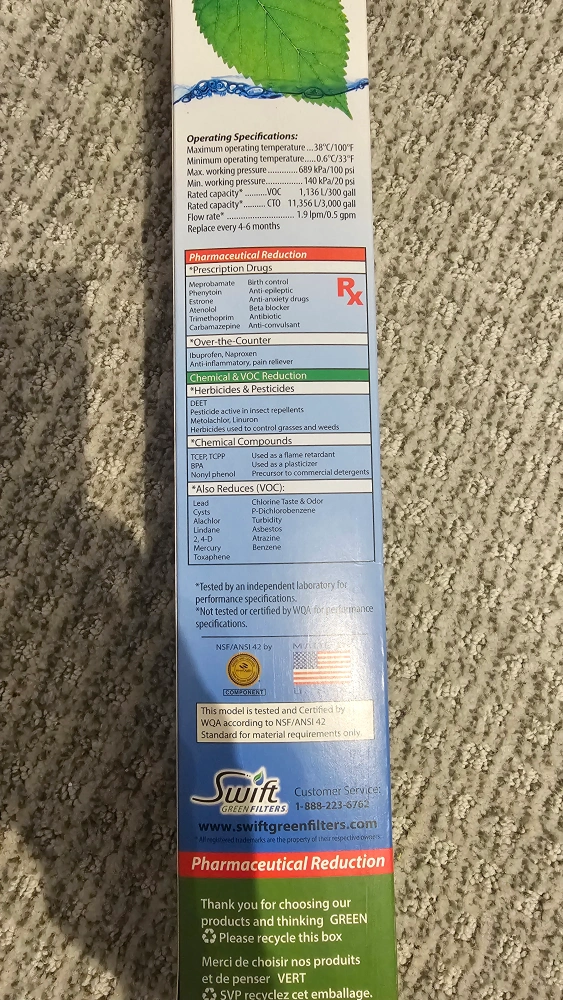 Operating Specifications:
Maximum operating temperature ...38°C/100°F
Minimum operating temperature.....0.6°C/33°F
Max. working pressure ............. 689 kPa/100 psi
Min. working pressure................ 140 kPa/20 psi
Rated capacity* ..........VOC 1,136 L/300 gall
Rated capacity*.......... CTO 11,356 L/3,000 gall
Flow rate* ............................. 1.9 lpm/0.5 gpm
Replace every 4-6 months
Pharmaceutical Reduction
*Prescription Drugs
Meprobamate Birth control
Phenytoin Anti-epileptic
Estrone Anti-anxiety drugs
Atenolol Beta blocker
Trimethoprim Antibiotic
Carbamazepine Anti-convulsant
Rx
*Over-the-Counter
Ibuprofen, Naproxen
Anti-inflammatory, pain reliever
Chemical & VOC Reduction
*Herbicides & Pesticides
DEET
Pesticide active in insect repellents
Metolachlor, Linuron
Herbicides used to control grasses and weeds
*Chemical Compounds
TCEP, TCPP Used as a flame retardant
BPA Used as a plasticizer
Nonyl phenol Precursor to commercial detergents
*Also Reduces (VOC):
Lead Chlorine Taste & Odor
Cysts P-Dichlorobenzene
Alachlor Turbidity
Lindane Asbestos
2, 4-D Atrazine
Mercury Benzene
Toxaphene
*Tested by an independent laboratory for
performance specifications.
*Not tested or certified by WQA for performance
specifications.
NSF/ANSI 42 by
COMPONENT
This model is tested and Certified by
WQA according to NSF/ANSI 42
Standard for material requirements only.
Swift
GREEN FILTERS
Customer Service:
1-888-223-6762
www.swiftgreenfilters.com
* All registered trademarks are the property of their respective owners.
Pharmaceutical Reduction
Thank you for choosing our
products and thinking GREEN
Please recycle this box
Merci de choisir nos produits
et de penser VERT
SVP recyclez cet emballage.